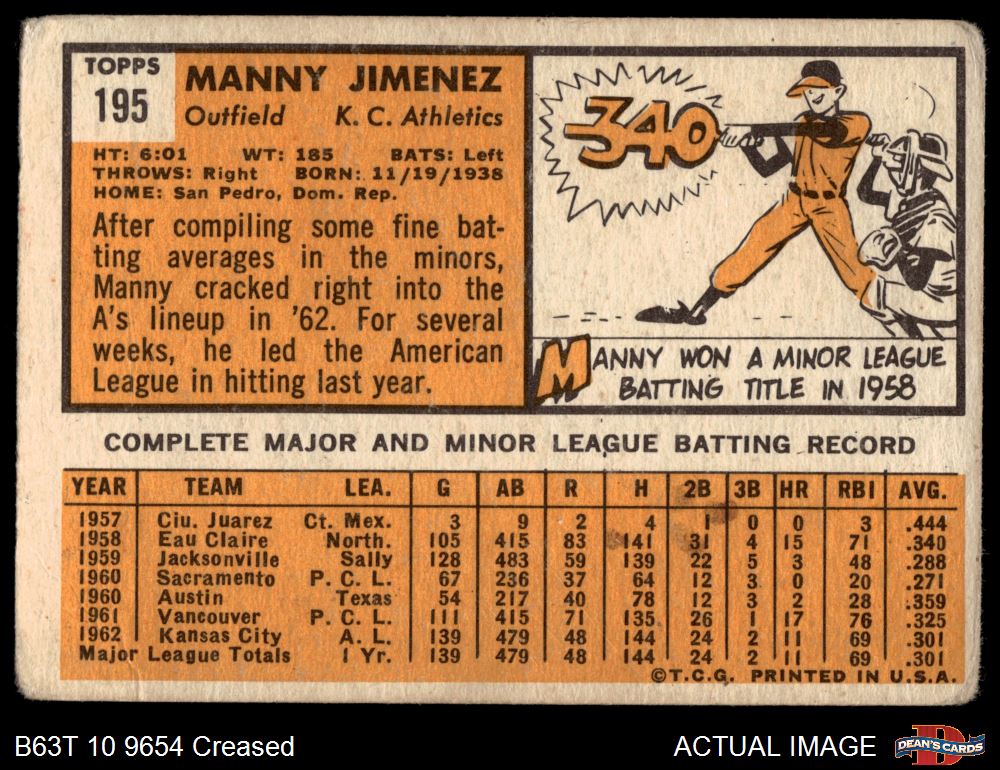 TOPPS
195
MANNY JIMENEZ
Outfield K. C. Athletics
HT: 6:01 WT: 185 BATS: Left
THROWS: Right BORN: 11/19/1938
HOME: San Pedro, Dom. Rep.
After compiling some fine bat-
ting averages in the minors,
Manny cracked right into the
A's lineup in '62. For several
weeks, he led the American
League in hitting last year.
340
MANNY WON A MINOR LEAGUE
BATTING TITLE IN 1958
COMPLETE MAJOR AND MINOR LEAGUE BATTING RECORD
YEAR TEAM LEA. G AB R H 2B 3B HR RBI AVG.
1957 Ciu. Juarez Ct. Mex. 3 9 2 4 1 0 0 3 .444
1958 Eau Claire North. 105 415 83 141 31 4 15 71 .340
1959 Jacksonville Sally 128 483 59 139 22 5 3 48 .288
1960 Sacramento P. C. L. 67 236 37 64 12 3 0 20 .271
1960 Austin Texas 54 217 40 78 12 3 2 28 .359
1961 Vancouver P. C. L. 111 415 71 135 26 1 17 76 .325
1962 Kansas City A. L. 139 479 48 144 24 2 11 69 .301
Major League Totals 1 Yr. 139 479 48 144 24 2 11 69 .301
©T.C.G. PRINTED IN U.S.A.
B63T 10 9654 Creased
ACTUAL IMAGE
DEAN'S CARDS